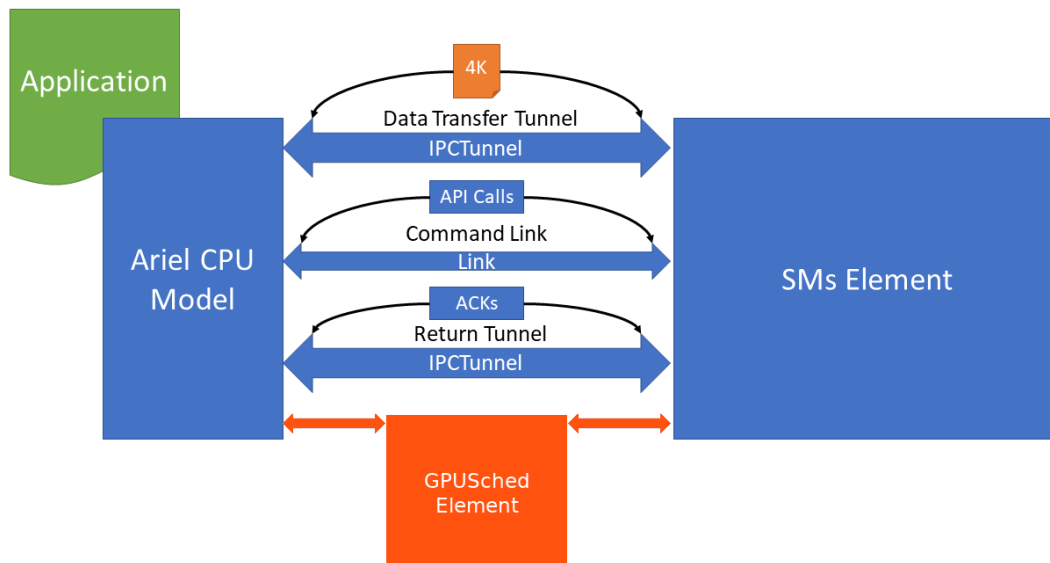 Application
4K
Data Transfer Tunnel
IPCTunnel
API Calls
Command Link
Link
Ariel CPU
Model
SMs Element
ACKs
Return Tunnel
IPCTunnel
GPUSched
Element